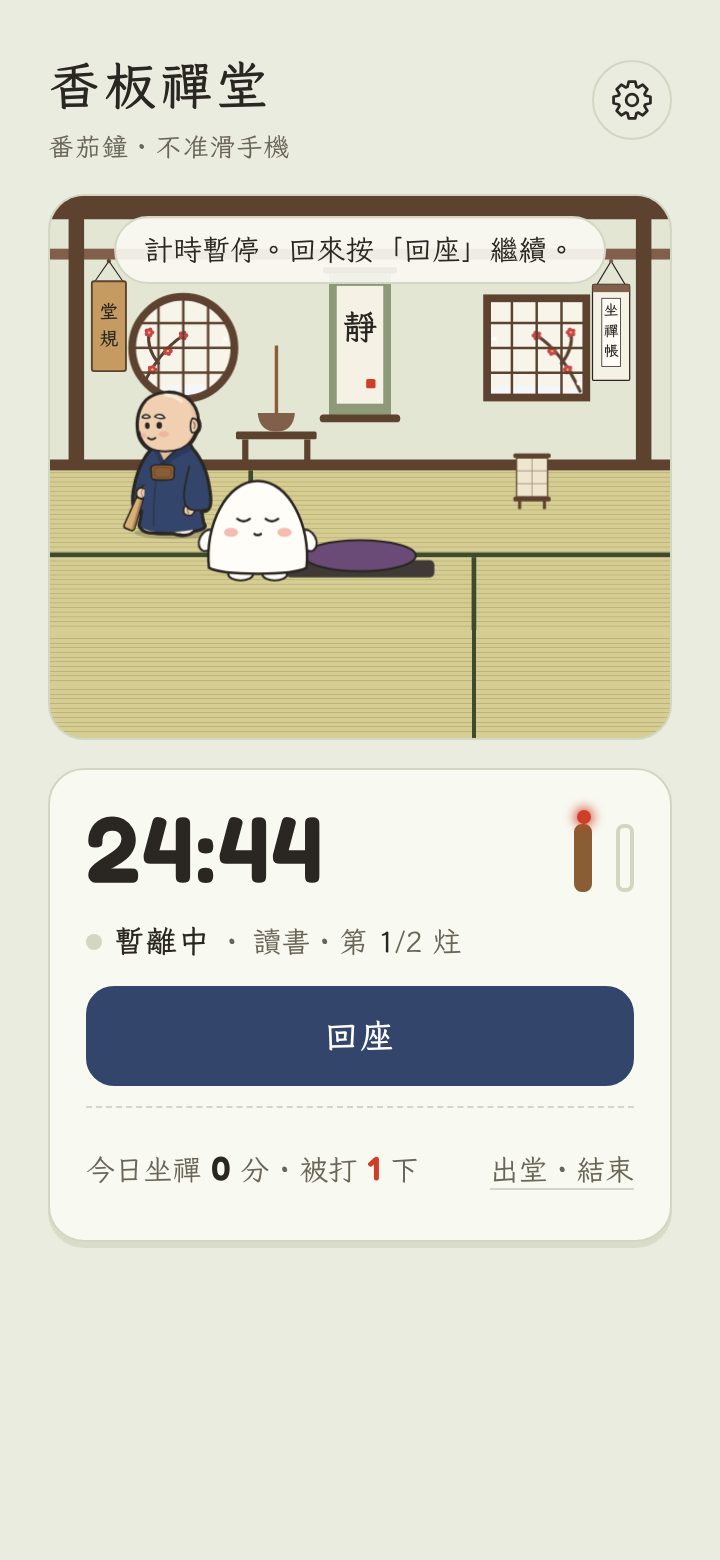 香板禪堂
番茄鐘・不准滑手機
計時暫停。回來按「回座」繼續。
堂規
靜
坐禪帳
24:44
暫離中・讀書・第 1/2 炷
回座
今日坐禪 0 分・被打 1 下
出堂・結束